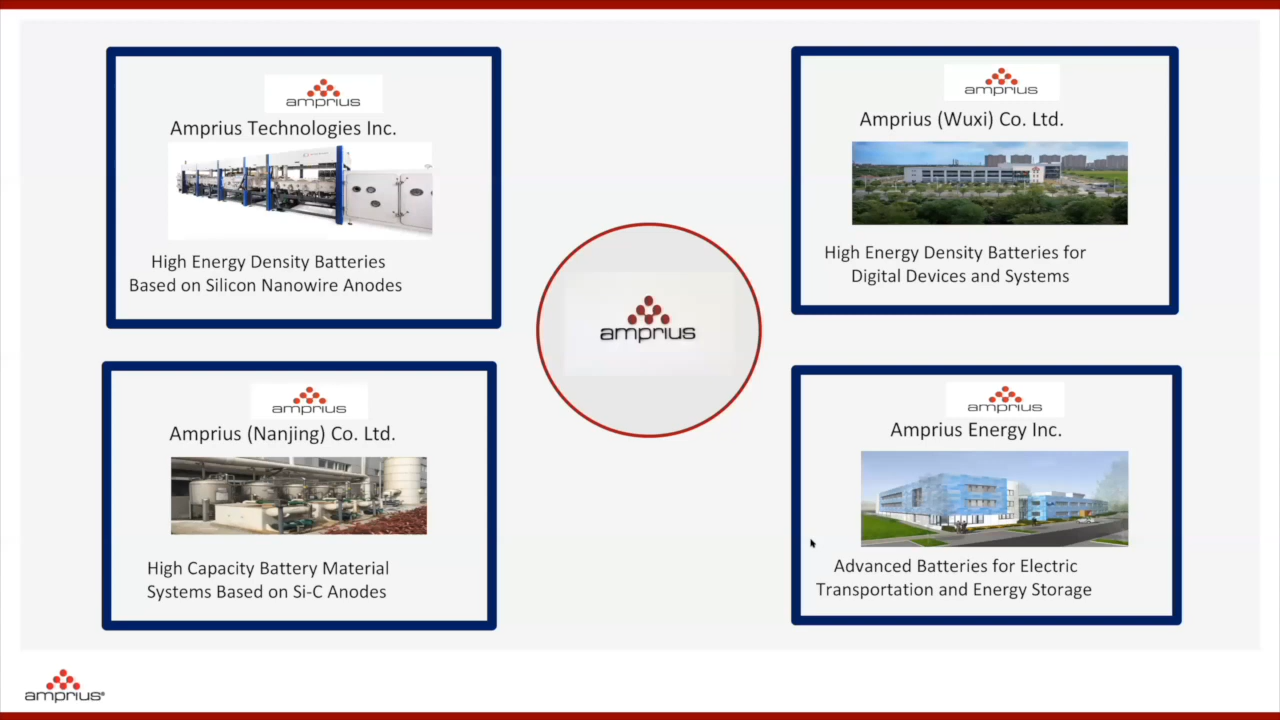 amprius
Amprius Technologies Inc.
High Energy Density Batteries
Based on Silicon Nanowire Anodes
amprius
Amprius (Wuxi) Co. Ltd.
High Energy Density Batteries for
Digital Devices and Systems
amprius
amprius
Amprius (Nanjing) Co. Ltd.
High Capacity Battery Material
Systems Based on Si-C Anodes
amprius
Amprius Energy Inc.
Advanced Batteries for Electric
Transportation and Energy Storage
amprius®